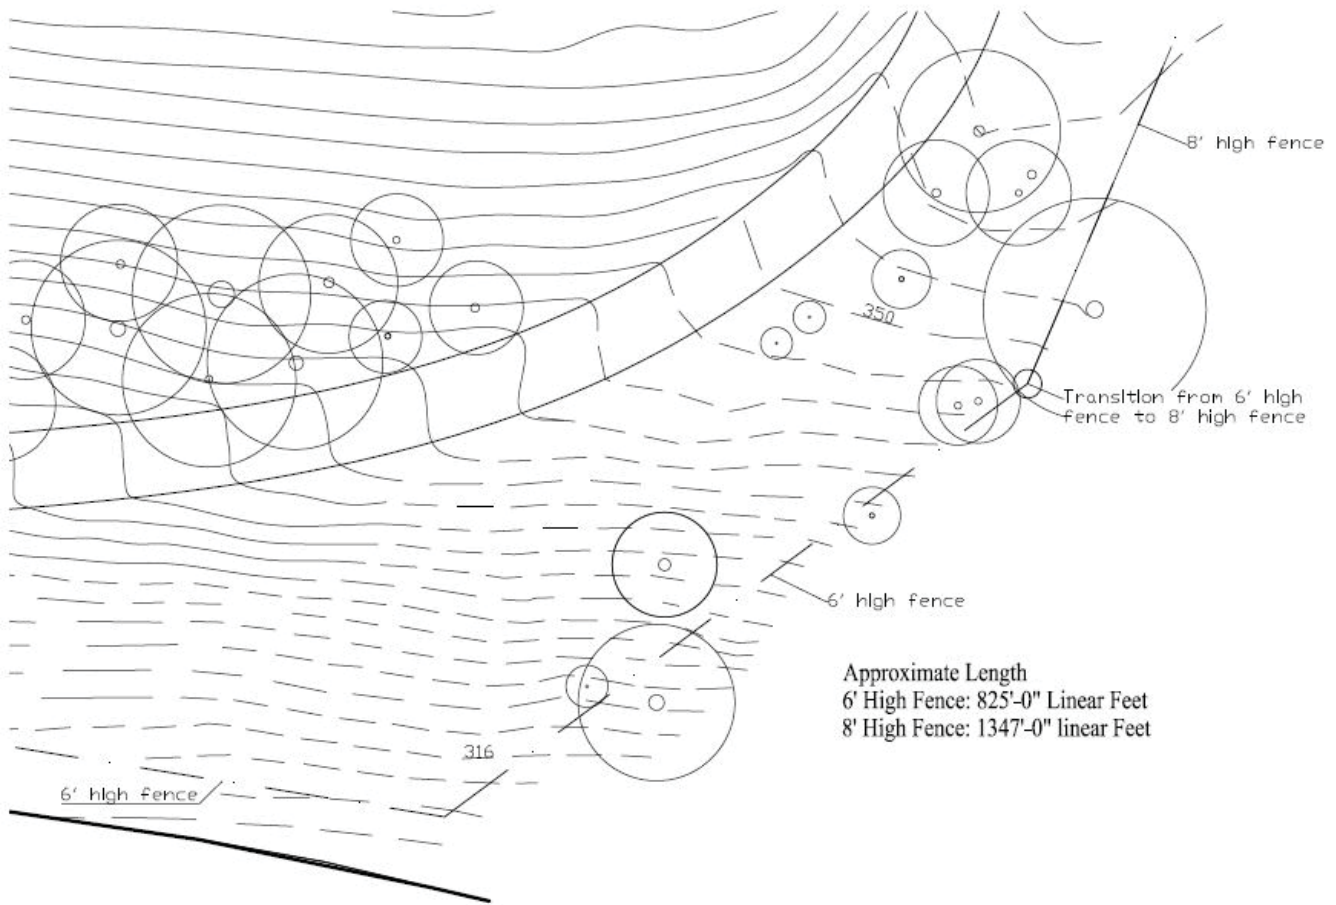 8' high fence
350
Transition from 6' high
fence to 8' high fence
6' high fence
Approximate Length
6' High Fence: 825'-0" Linear Feet
8' High Fence: 1347'-0" linear Feet
316
6' high fence